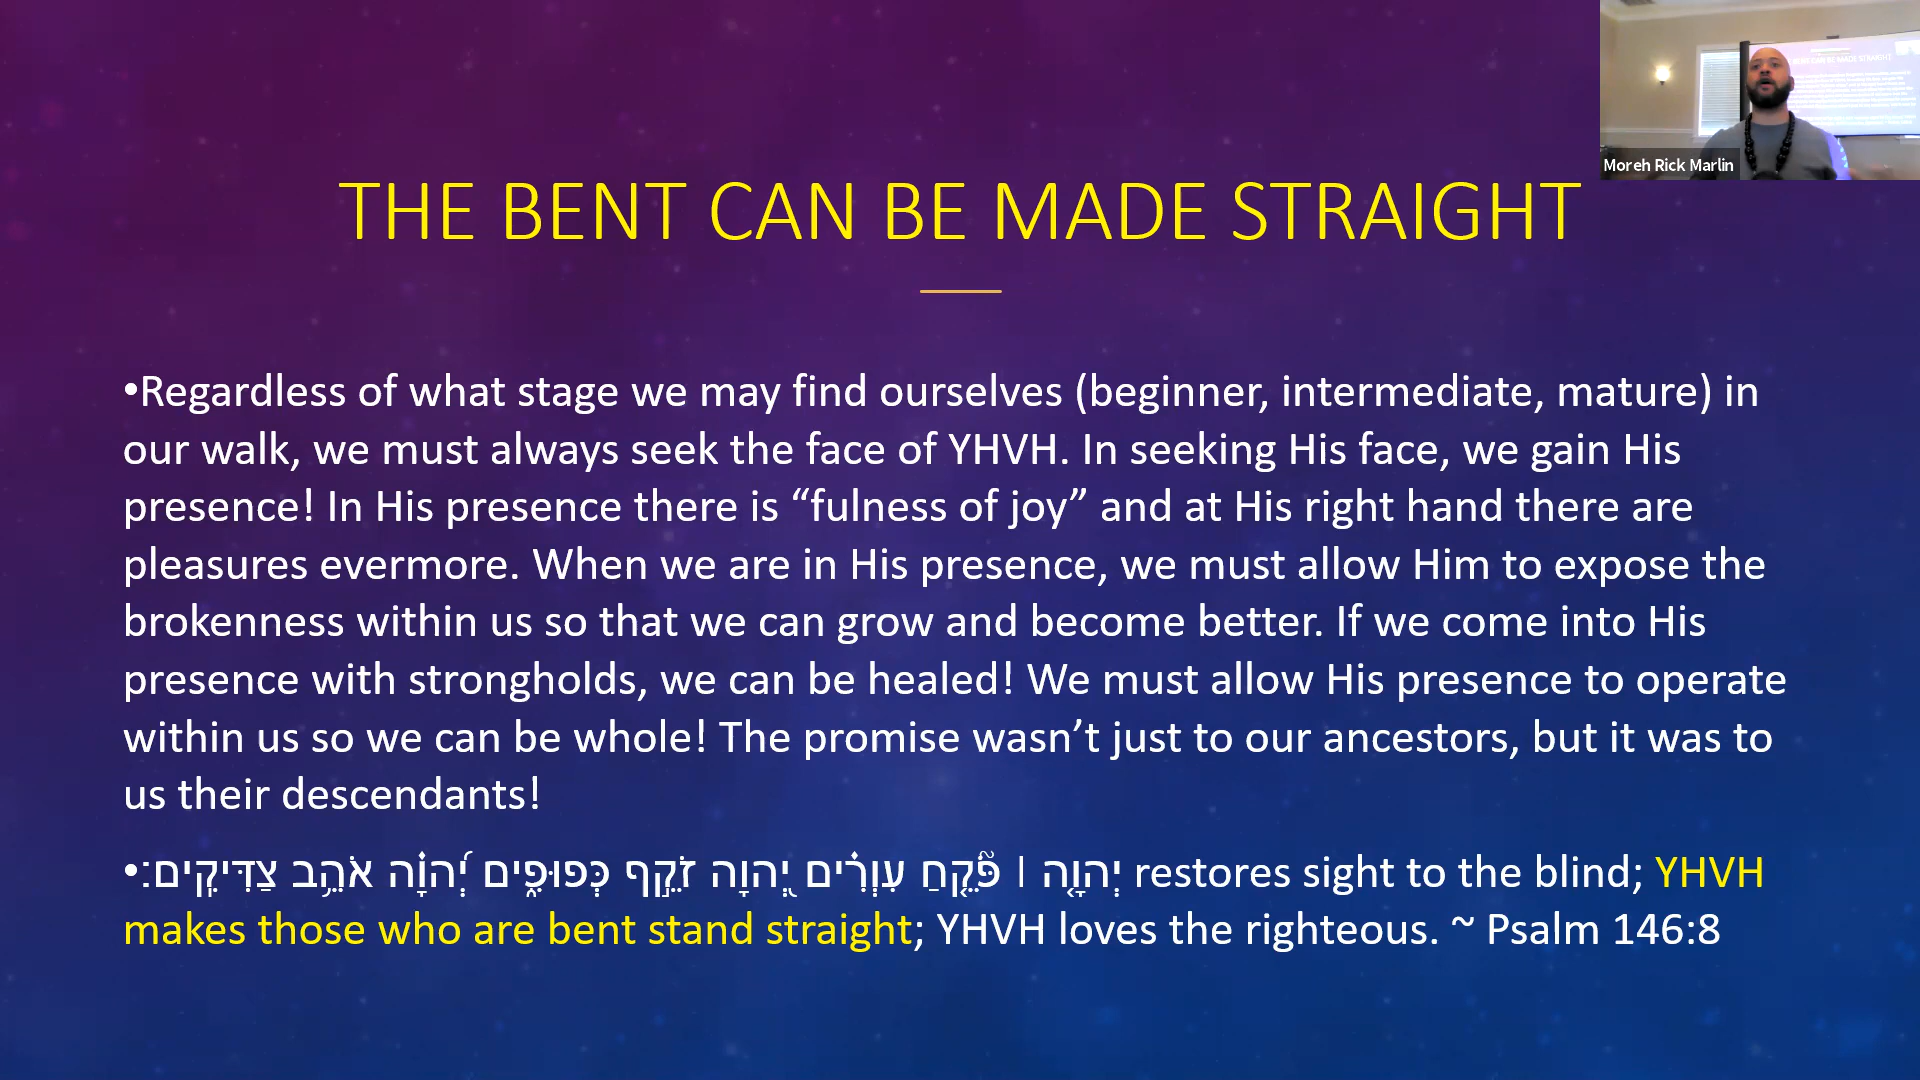 Moreh Rick Marlin
THE BENT CAN BE MADE STRAIGHT
•Regardless of what stage we may find ourselves (beginner, intermediate, mature) in
our walk, we must always seek the face of YHVH. In seeking His face, we gain His
presence! In His presence there is “fulness of joy” and at His right hand there are
pleasures evermore. When we are in His presence, we must allow Him to expose the
brokenness within us so that we can grow and become better. If we come into His
presence with strongholds, we can be healed! We must allow His presence to operate
within us so we can be whole! The promise wasn’t just to our ancestors, but it was to
us their descendants!
•יְהוָ֤ה ׀ פֹּ֘קֵ֤חַ עִוְרִ֗ים יְ֭הוָה זֹקֵ֣ף כְּפוּפִ֑ים יְ֝הוָ֗ה אֹהֵ֥ב צַדִּיקִֽים׃ restores sight to the blind; YHVH
makes those who are bent stand straight; YHVH loves the righteous. ~ Psalm 146:8